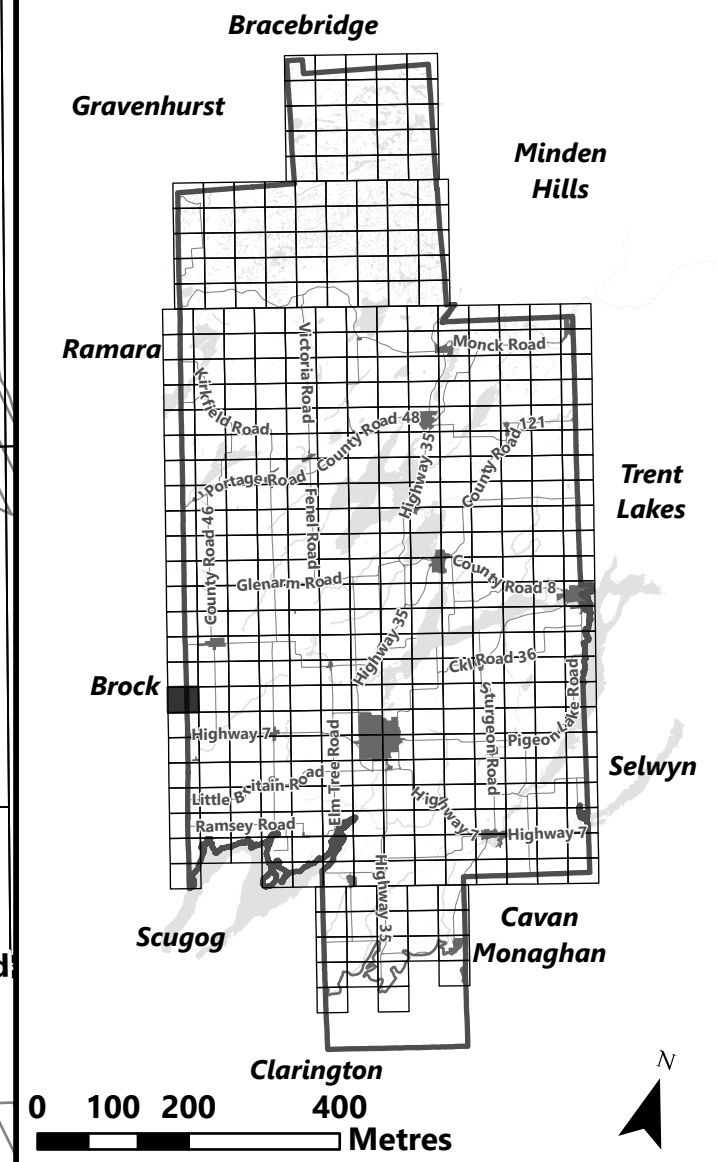 Bracebridge
Gravenhurst
Minden
Hills
Ramara
Monck Road
Victoria Road
Kirkfield Road
County Road 48
121
Highway 35
County Road
Trent
Lakes
Portage Road
Fenel Road
County Road 46
Glenarm Road
County Road 8
Highway 35
Ckl Road 36
Brock
Sturgeon Road
Pigeon Lake Road
Highway 7
Elm Tree Road
Selwyn
Little Britain Road
Ramsey Road
Highway 7
Highway 7
Highway 35
Cavan
Monaghan
Scugog
d
Clarington
N
0 100 200 400
Metres